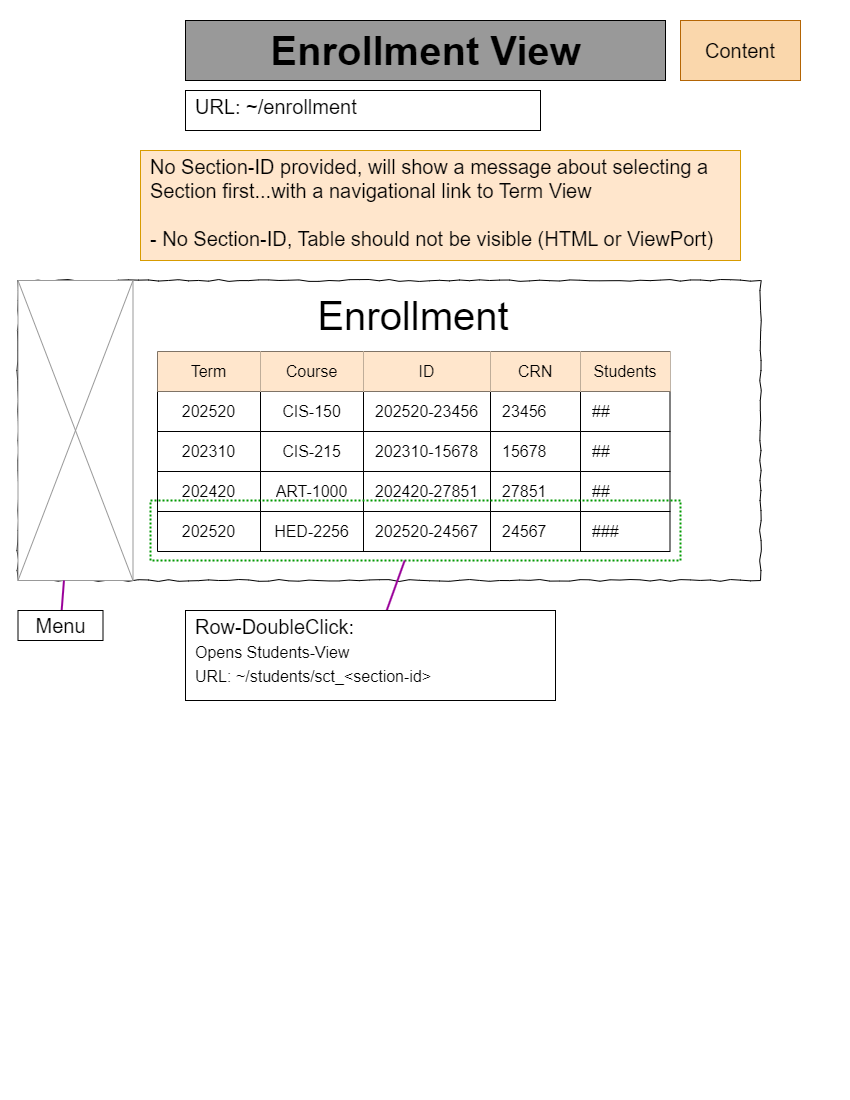 Enrollment View
Content
URL: ~/enrollment
No Section-ID provided, will show a message about selecting a
Section first...with a navigational link to Term View
- No Section-ID, Table should not be visible (HTML or ViewPort)
Enrollment
Term Course ID CRN Students
202520 CIS-150 202520-23456 23456 ##
202310 CIS-215 202310-15678 15678 ##
202420 ART-1000 202420-27851 27851 ##
202520 HED-2256 202520-24567 24567 ###
Menu
Row-DoubleClick:
Opens Students-View
URL: ~/students/sct_<section-id>